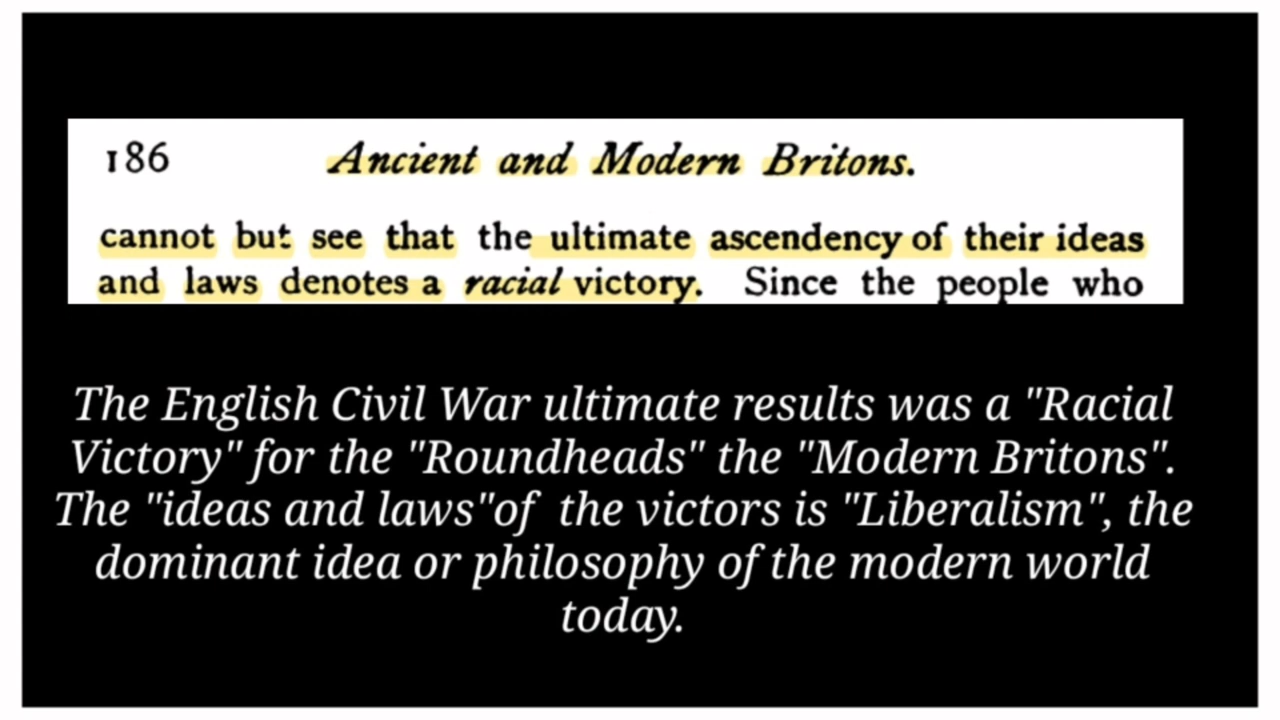 186
Ancient and Modern Britons.
cannot but see that the ultimate ascendency of their ideas
and laws denotes a racial victory. Since the people who
The English Civil War ultimate results was a "Racial
Victory" for the "Roundheads" the "Modern Britons".
The "ideas and laws"of the victors is "Liberalism", the
dominant idea or philosophy of the modern world
today.